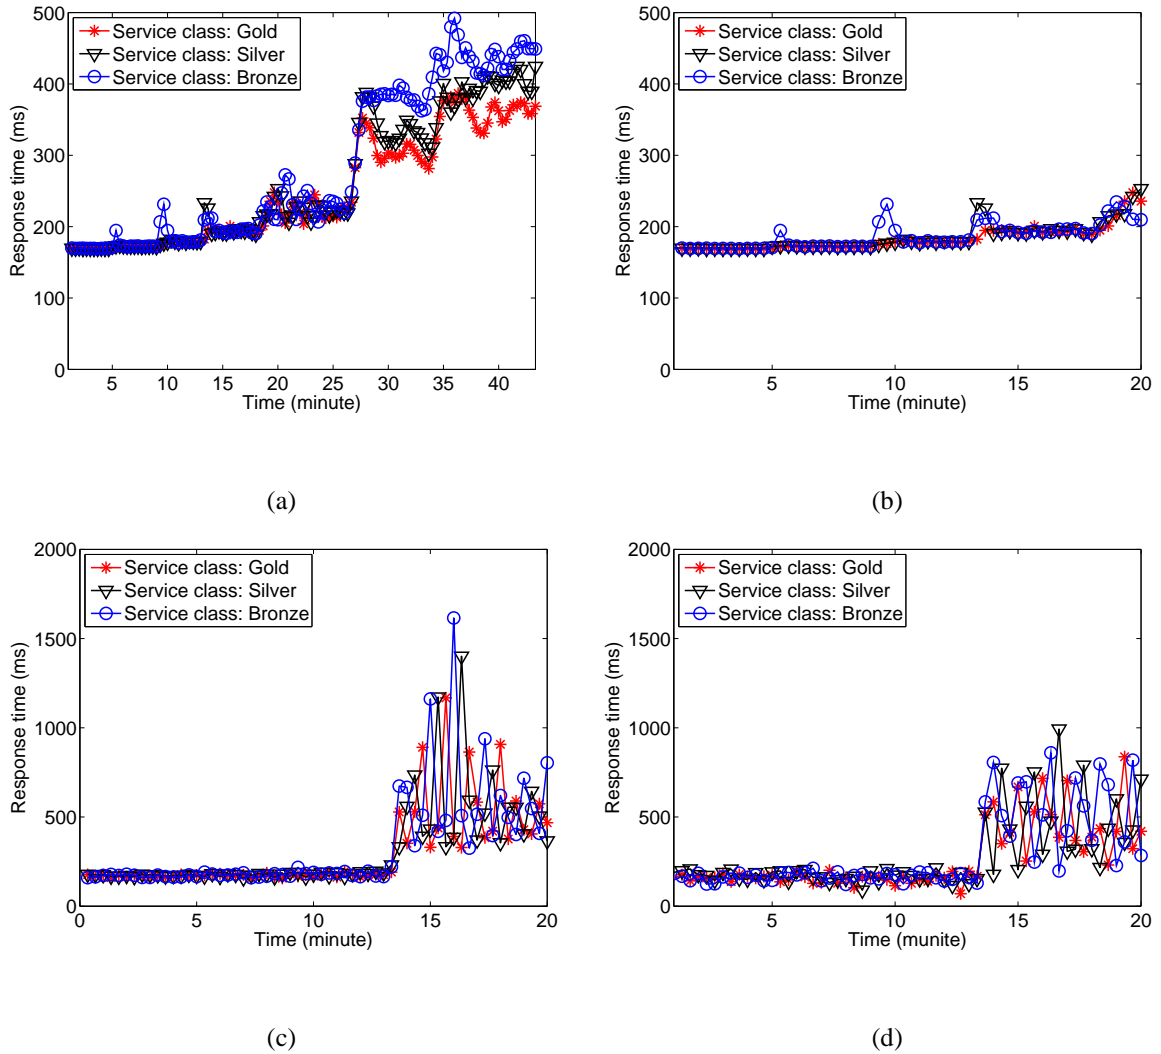 500
400
300
200
100
0
Response time (ms)
Service class: Gold
Service class: Silver
Service class: Bronze
5 10 15 20 25 30 35 40
Time (minute)
(a)
500
400
300
200
100
0
Response time (ms)
Service class: Gold
Service class: Silver
Service class: Bronze
5 10 15 20
Time (minute)
(b)
2000
1500
1000
500
0
Response time (ms)
Service class: Gold
Service class: Silver
Service class: Bronze
0 5 10 15 20
Time (minute)
(c)
2000
1500
1000
500
0
Response time (ms)
Service class: Gold
Service class: Silver
Service class: Bronze
5 10 15 20
Time (munite)
(d)